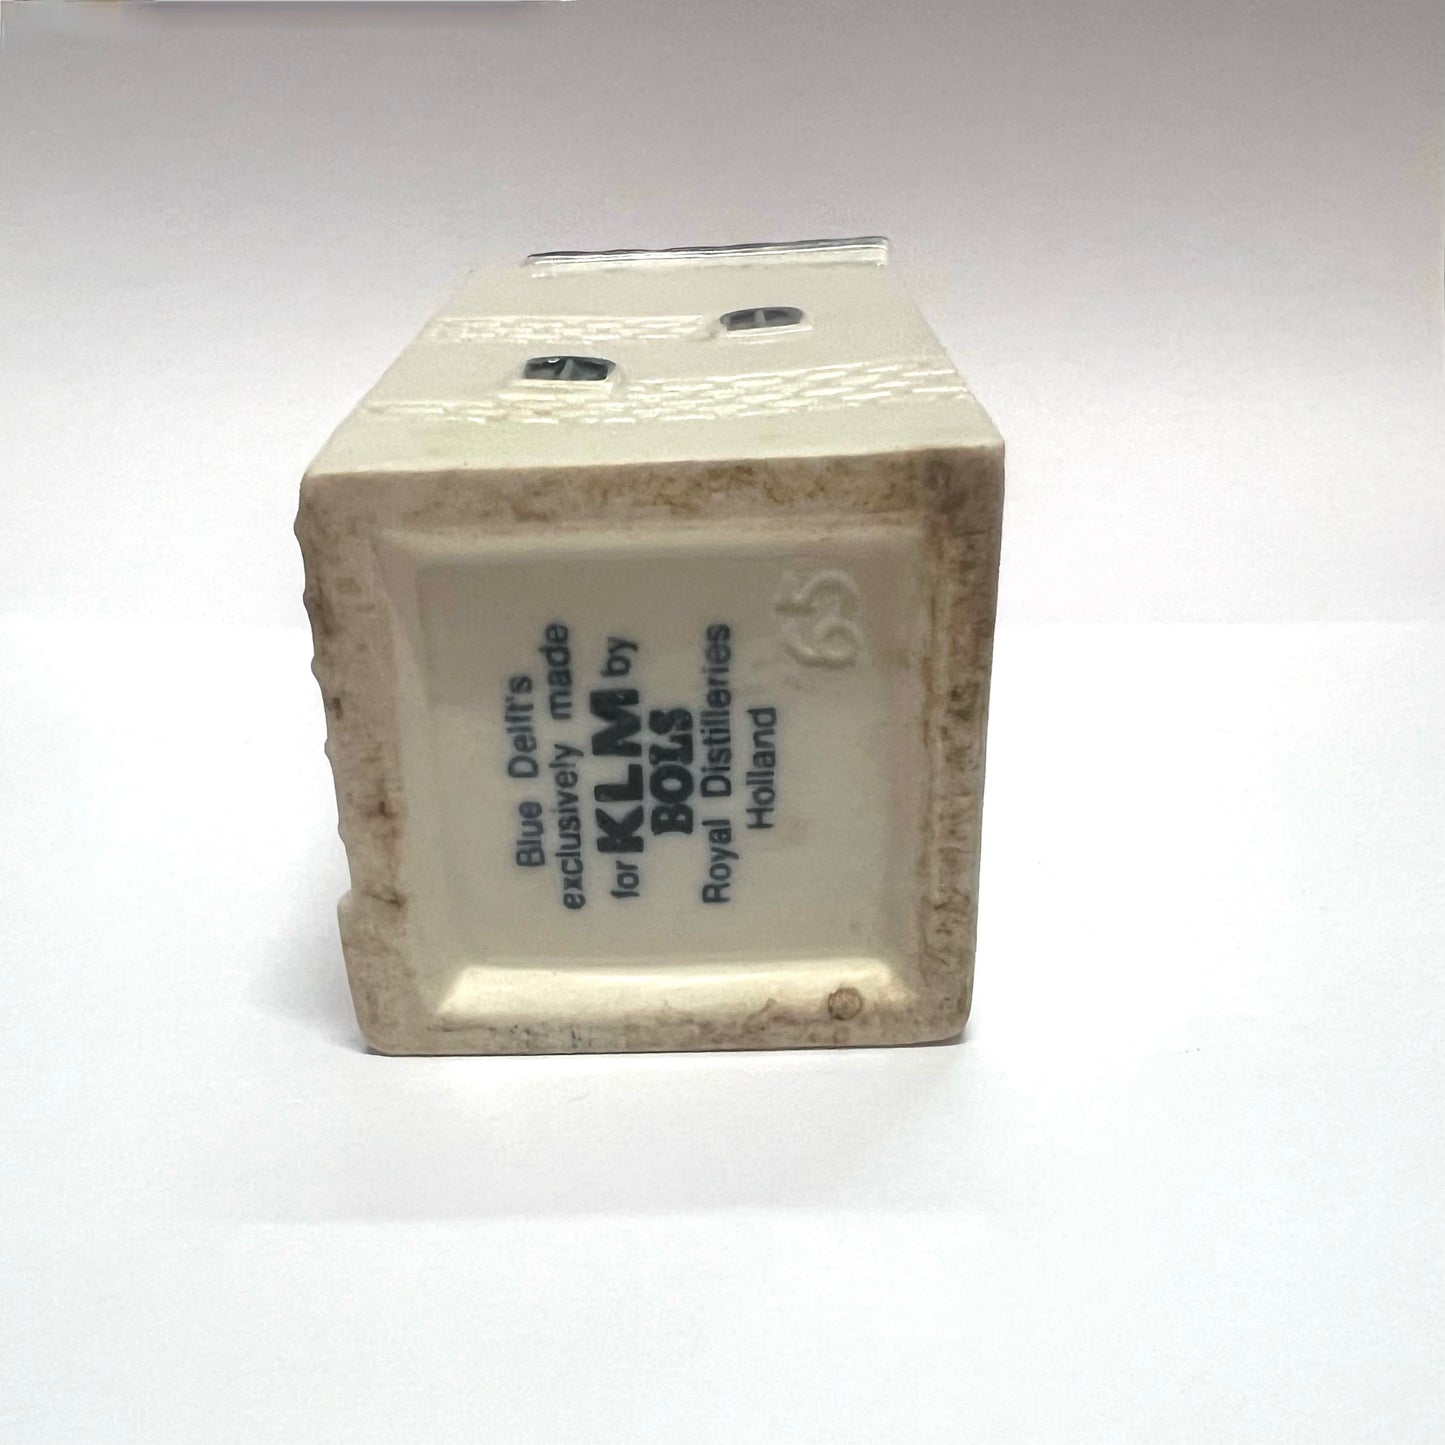 Blue Delft's
exclusively made
for KLM by
BOLS
Royal Distilleries
Holland
65